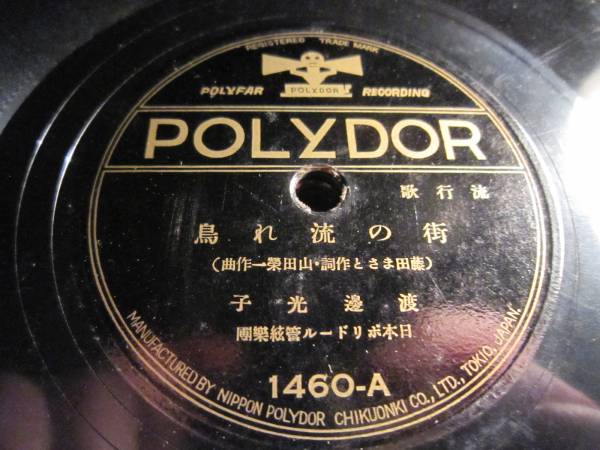 REGISTERED TRADE MARK
POLYDOR
POLYFAR RECORDING
POLYDOR
流行歌
街の流れ鳥
(藤田まさと作詞・山田榮一作曲)
渡邊光子
日本ポリドール管絃樂團
1460-A
MANUFACTURED BY NIPPON POLYDOR CHIKUONKI CO., LTD., TOKIO, JAPAN.